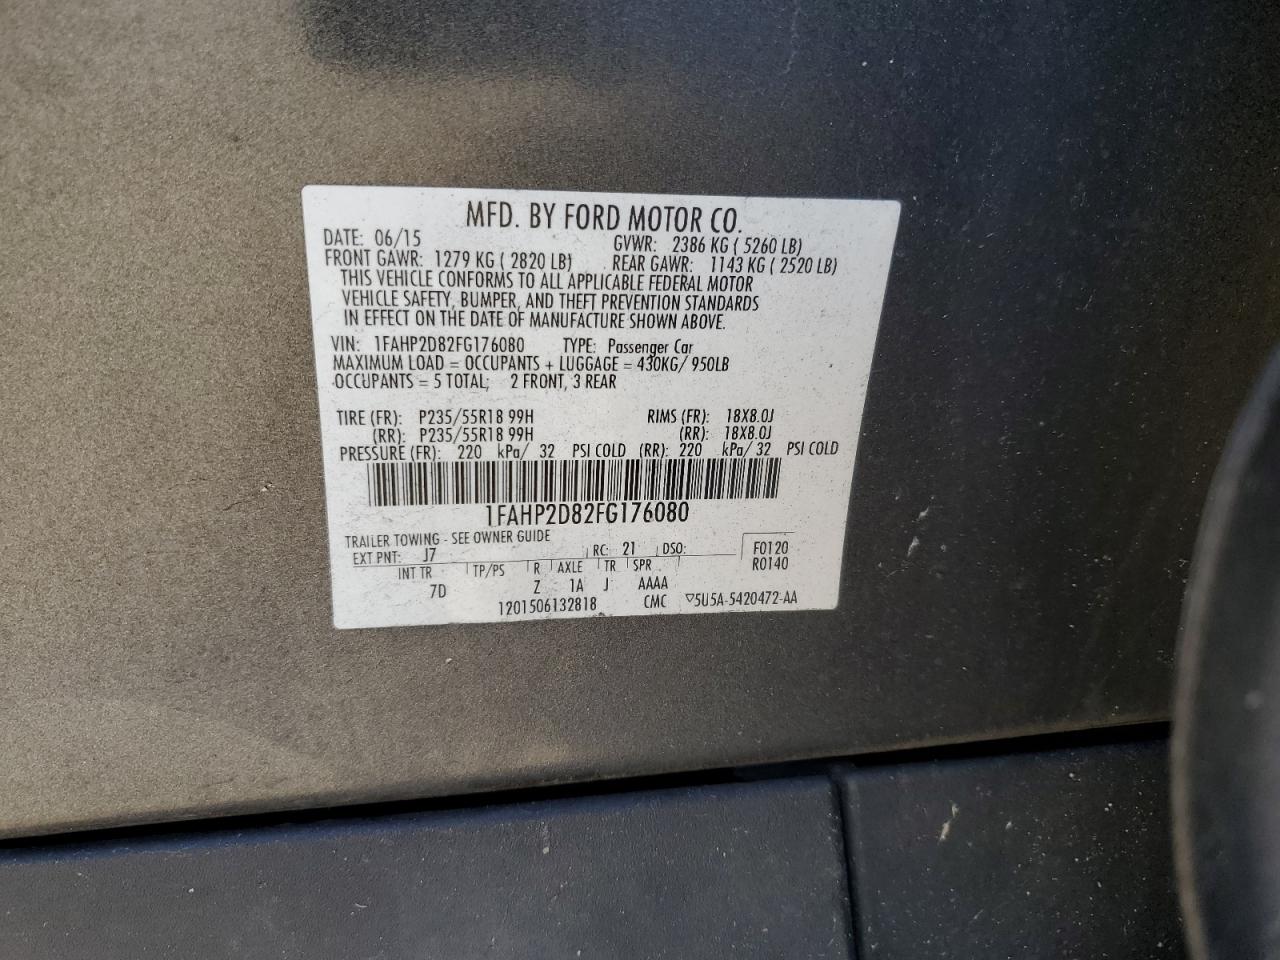 MFD. BY FORD MOTOR CO.
DATE: 06/15 GVWR: 2386 KG ( 5260 LB)
FRONT GAWR: 1279 KG ( 2820 LB) REAR GAWR: 1143 KG ( 2520 LB)
THIS VEHICLE CONFORMS TO ALL APPLICABLE FEDERAL MOTOR
VEHICLE SAFETY, BUMPER, AND THEFT PREVENTION STANDARDS
IN EFFECT ON THE DATE OF MANUFACTURE SHOWN ABOVE.
VIN: 1FAHP2D82FG176080 TYPE: Passenger Car
MAXIMUM LOAD = OCCUPANTS + LUGGAGE = 430KG/ 950LB
OCCUPANTS = 5 TOTAL; 2 FRONT, 3 REAR
TIRE (FR): P235/55R18 99H RIMS (FR): 18X8.0J
(RR): P235/55R18 99H (RR): 18X8.0J
PRESSURE (FR): 220 kPa/ 32 PSI COLD (RR): 220 kPa/ 32 PSI COLD
1FAHP2D82FG176080
TRAILER TOWING - SEE OWNER GUIDE
EXT PNT: J7 RC: 21 DSO: F0120
INT TR TP/PS R AXLE TR SPR R0140
7D Z 1A J AAAA
1201506132818 CMC ▽5U5A-5420472-AA